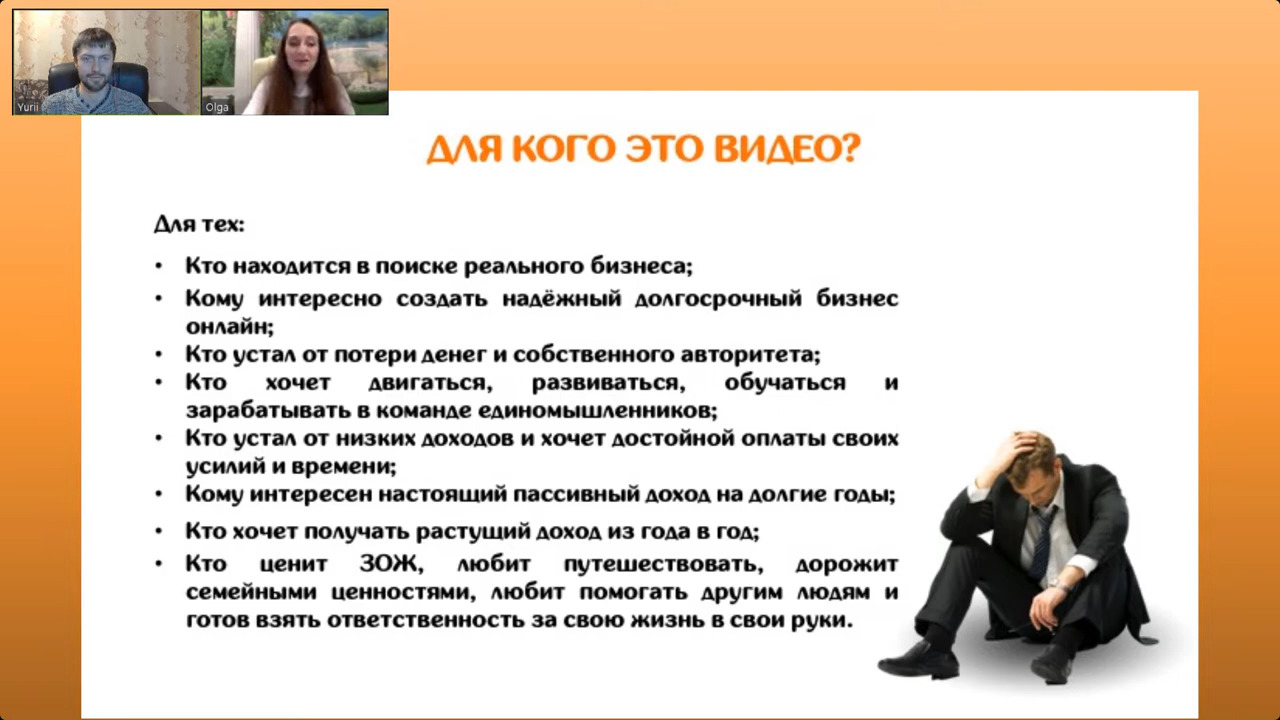 Yurii
Olga
ДЛЯ КОГО ЭТО ВИДЕО?
Для тех:
• Кто находится в поиске реального бизнеса;
• Кому интересно создать надёжный долгосрочный бизнес
онлайн;
• Кто устал от потери денег и собственного авторитета;
• Кто хочет двигаться, развиваться, обучаться и
зарабатывать в команде единомышленников;
• Кто устал от низких доходов и хочет достойной оплаты своих
усилий и времени;
• Кому интересен настоящий пассивный доход на долгие годы;
• Кто хочет получать растущий доход из года в год;
• Кто ценит ЗОЖ, любит путешествовать, дорожит
семейными ценностями, любит помогать другим людям и
готов взять ответственность за свою жизнь в свои руки.